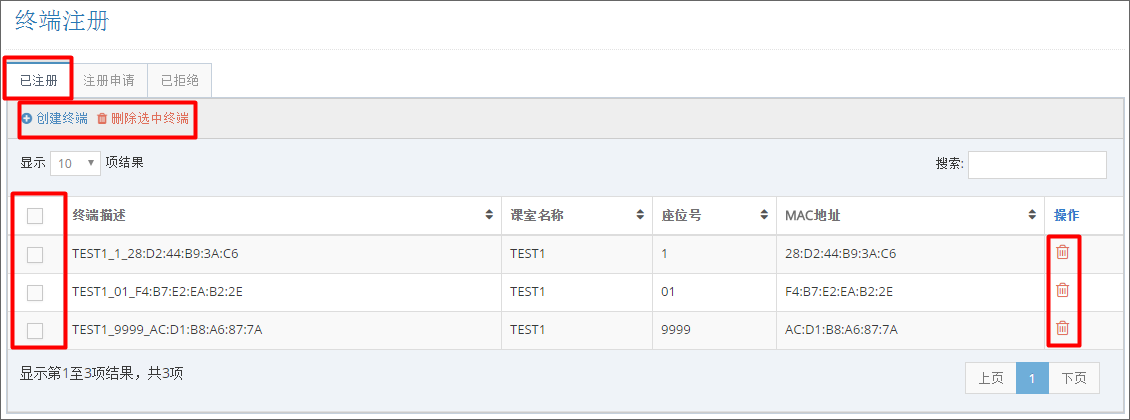 终端注册
已注册 注册申请 已拒绝
创建终端 删除选中终端
显示 10 项结果 搜索:
终端描述 课室名称 座位号 MAC地址 操作
TEST1_1_28:D2:44:B9:3A:C6 TEST1 1 28:D2:44:B9:3A:C6
TEST1_01_F4:B7:E2:EA:B2:2E TEST1 01 F4:B7:E2:EA:B2:2E
TEST1_9999_AC:D1:B8:A6:87:7A TEST1 9999 AC:D1:B8:A6:87:7A
显示第1至3项结果，共3项 上页 1 下页